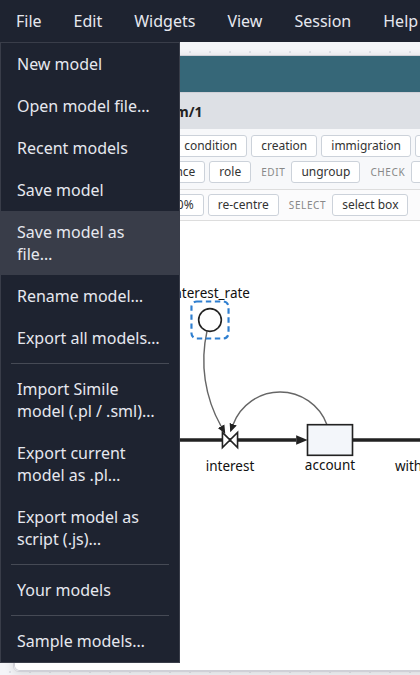 File Edit Widgets View Session Help
New model
Open model file...
m/1
Recent models
condition creation immigration
nce role EDIT ungroup CHECK
Save model
0% re-centre SELECT select box
Save model as
file...
Rename model...
terest_rate
Export all models...
Import Simile
model (.pl / .sml)...
Export current
model as .pl...
interest account with
Export model as
script (.js)...
Your models
Sample models...